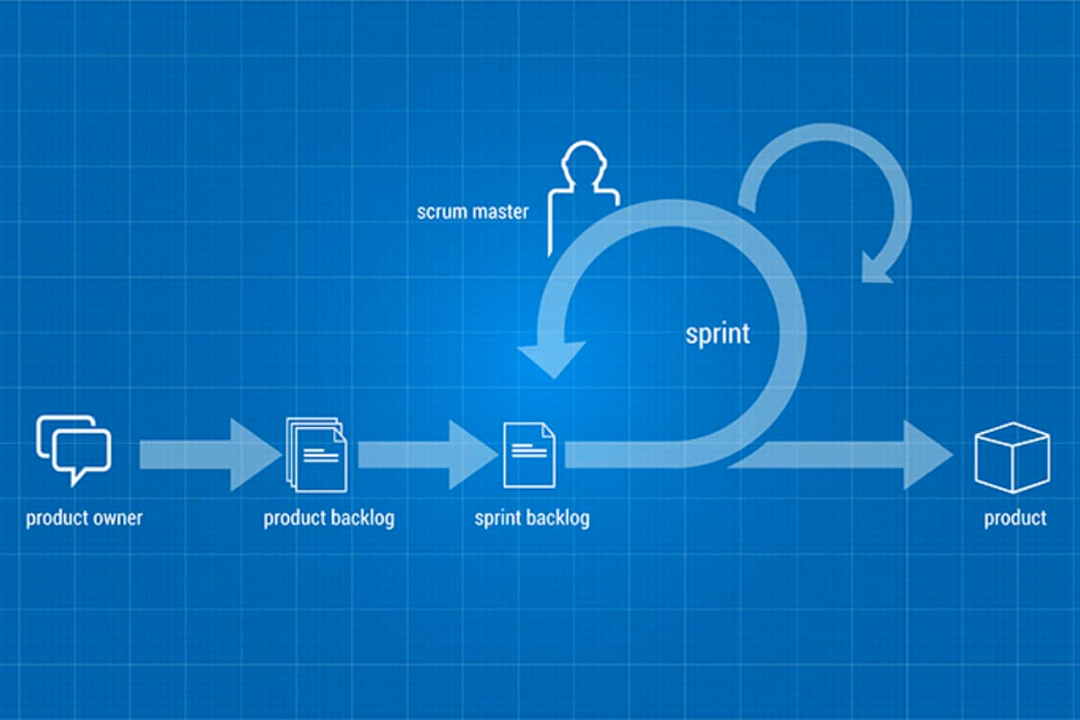 scrum master
sprint
product owner
product backlog
sprint backlog
product